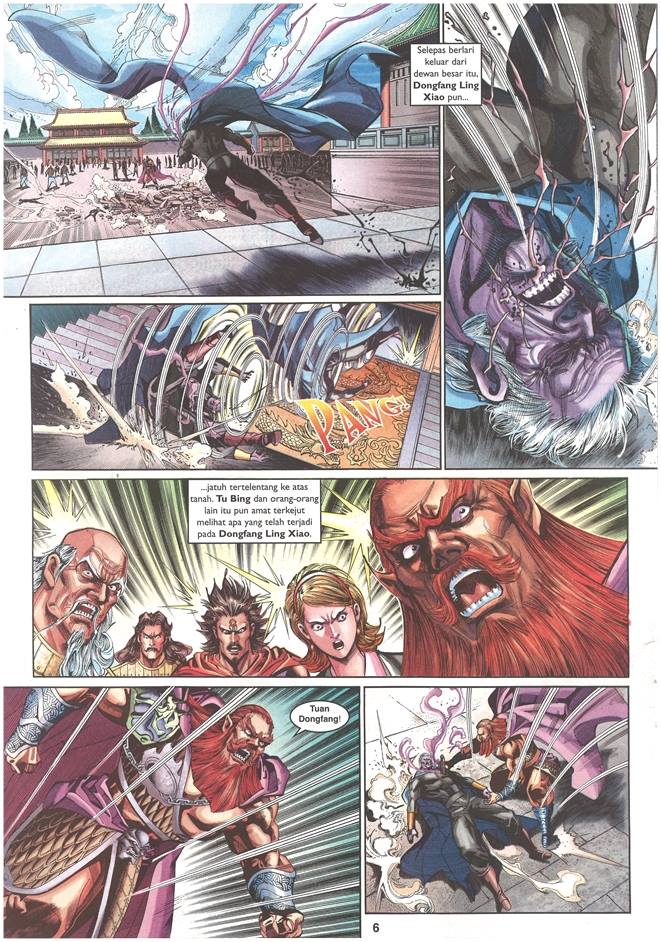 Selepas berlari
keluar dari
dewan besar itu,
Dongfang Ling
Xiao pun...
PANG!
...jatuh tertelentang ke atas
tanah. Tu Bing dan orang-orang
lain itu pun amat terkejut
melihat apa yang telah terjadi
pada Dongfang Ling Xiao.
Tuan
Dongfang!
6